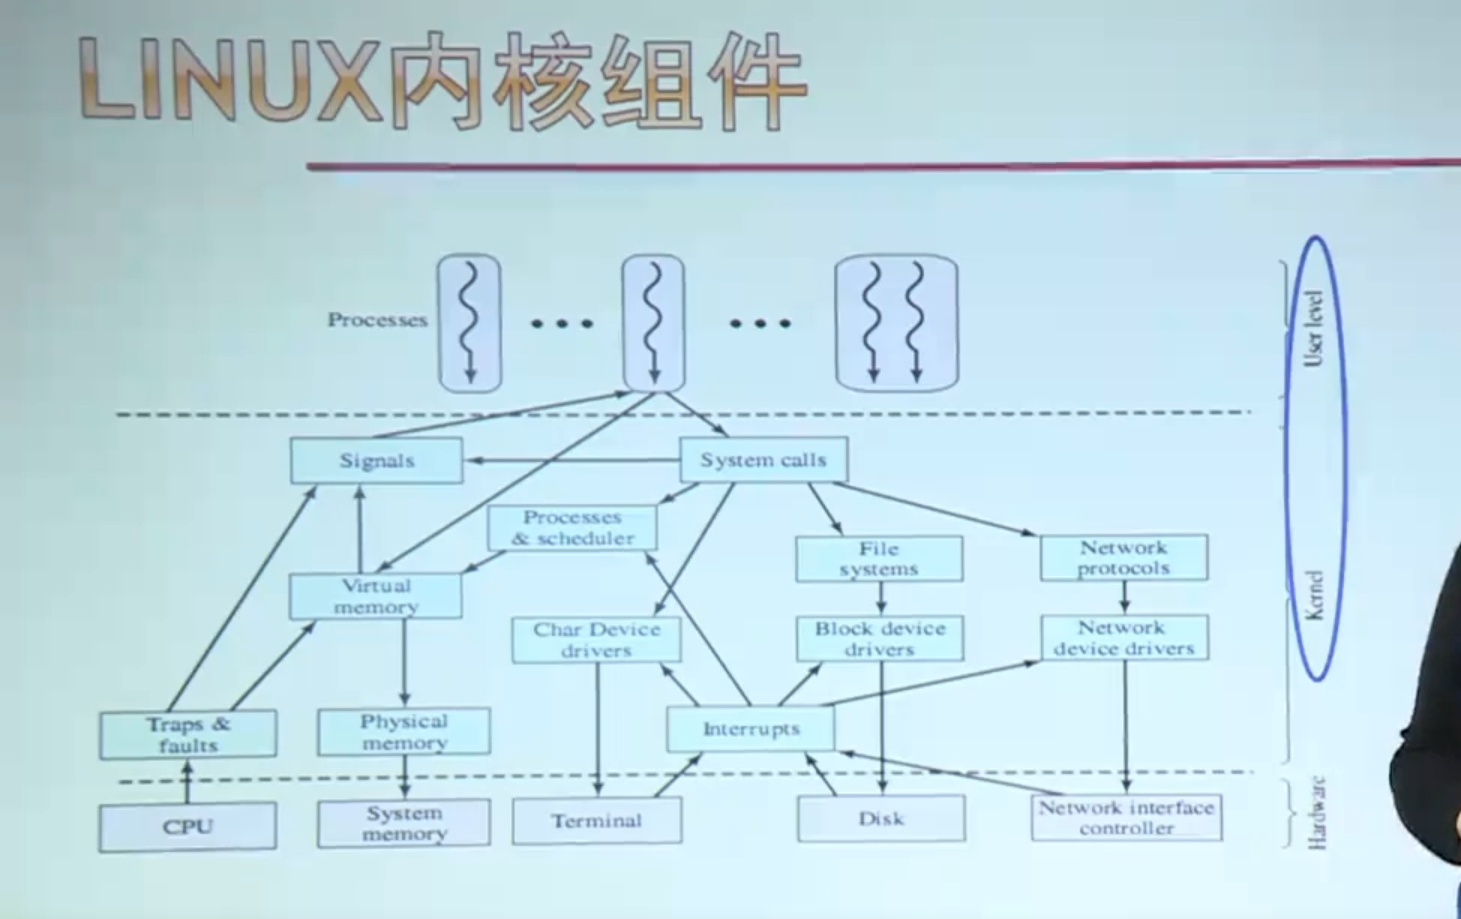 LINUX内核组件
Processes
User level
Signals
System calls
Processes
& scheduler
File
systems
Network
protocols
Virtual
memory
Kernel
Char Device
drivers
Block device
drivers
Network
device drivers
Traps &
faults
Physical
memory
Interrupts
CPU
System
memory
Terminal
Disk
Network interface
controller
Hardware